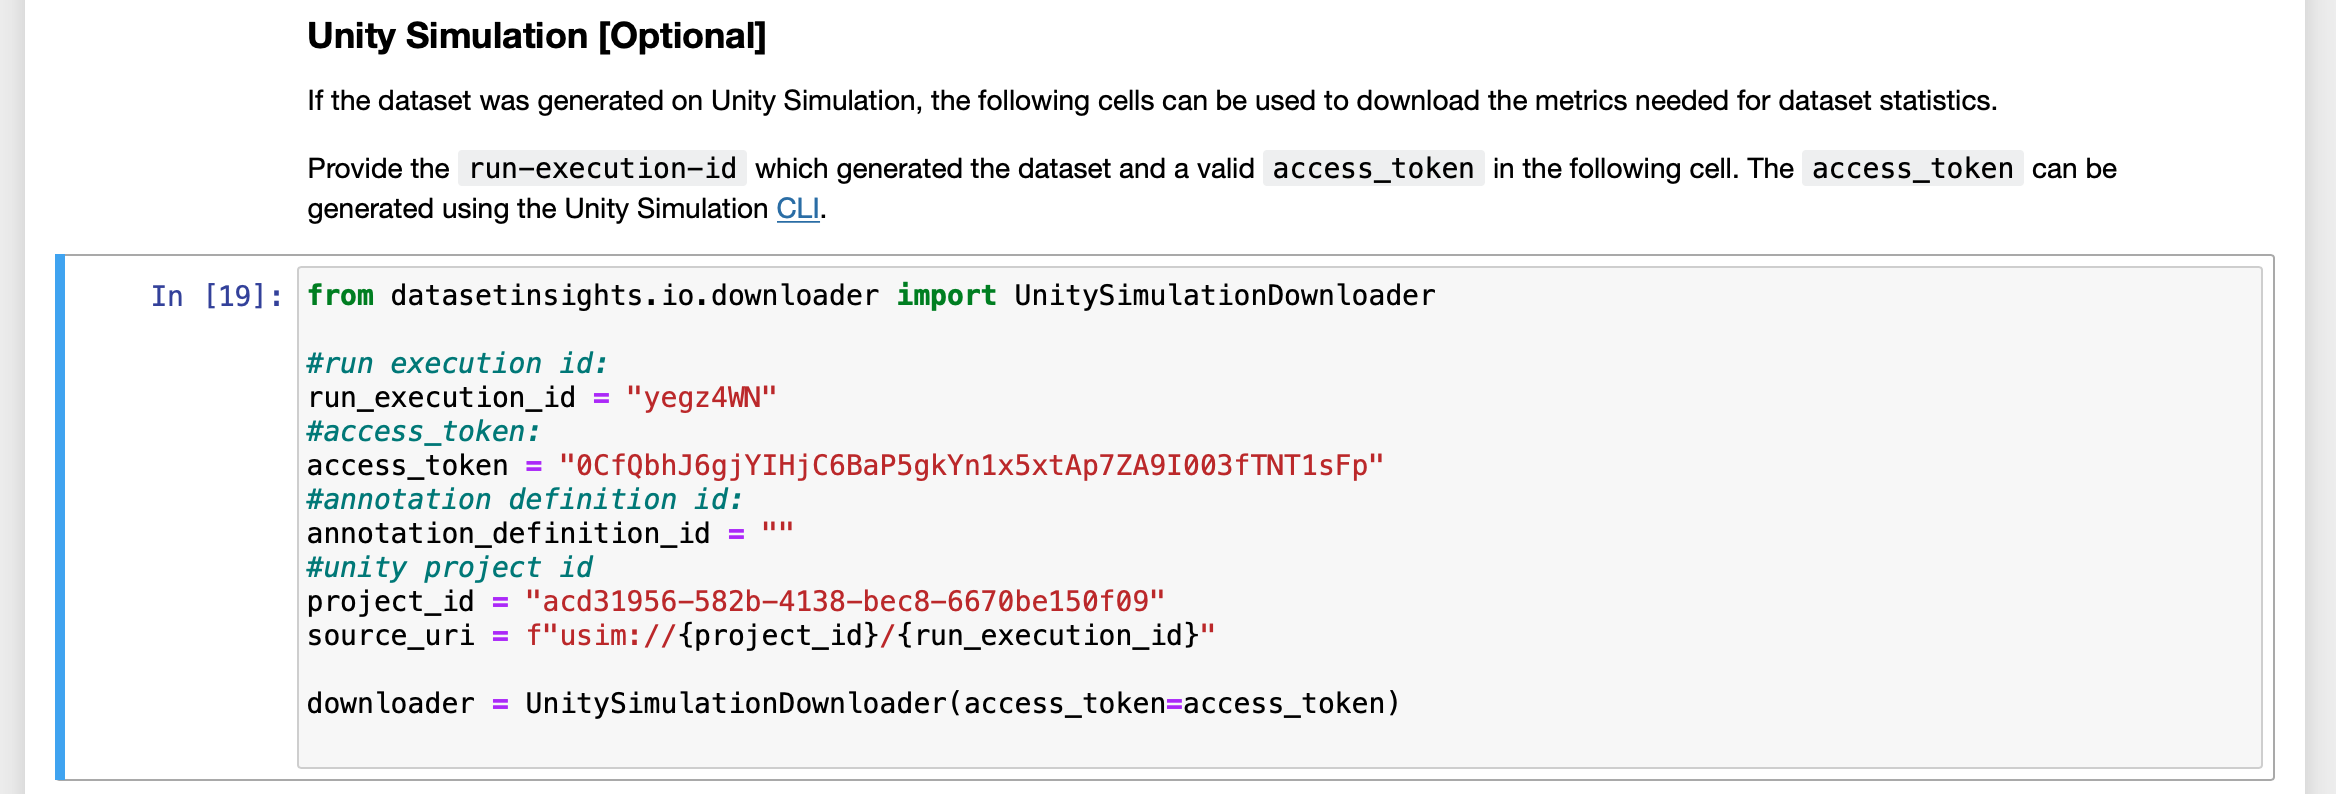 Unity Simulation [Optional]
If the dataset was generated on Unity Simulation, the following cells can be used to download the metrics needed for dataset statistics.
Provide the run-execution-id which generated the dataset and a valid access_token in the following cell. The access_token can be
generated using the Unity Simulation CLI.
In [19]: from datasetinsights.io.downloader import UnitySimulationDownloader
#run execution id:
run_execution_id = "yegz4WN"
#access_token:
access_token = "0CfQbhJ6gjYIHjC6BaP5gkYn1x5xtAp7ZA9I003fTNT1sFp"
#annotation definition id:
annotation_definition_id = ""
#unity project id
project_id = "acd31956-582b-4138-bec8-6670be150f09"
source_uri = f"usim://{project_id}/{run_execution_id}"
downloader = UnitySimulationDownloader(access_token=access_token)